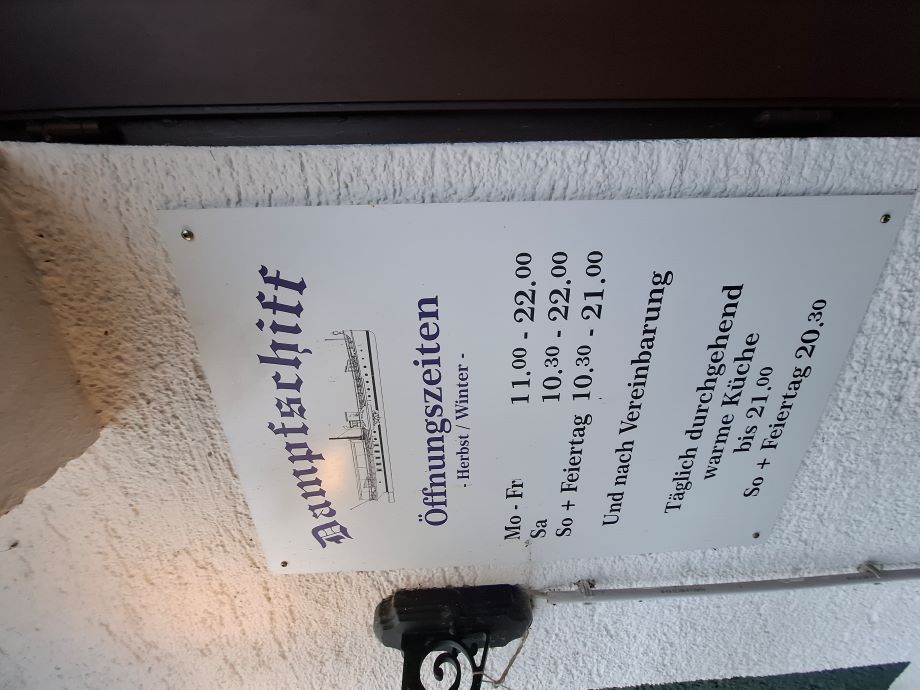 Dampfschiff
Öffnungszeiten
- Herbst / Winter -
Mo - Fr 11.00 - 22.00
Sa 10.30 - 22.00
So + Feiertag 10.30 - 21.00
Und nach Vereinbarung
Täglich durchgehend
warme Küche
bis 21.00
So + Feiertag 20.30